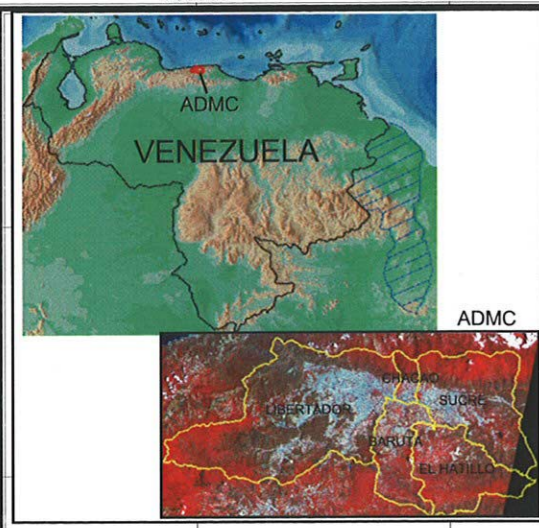 ADMC
VENEZUELA
ADMC
CHACAO
SUCRE
LIBERTADOR
BARUTA
EL HATILLO